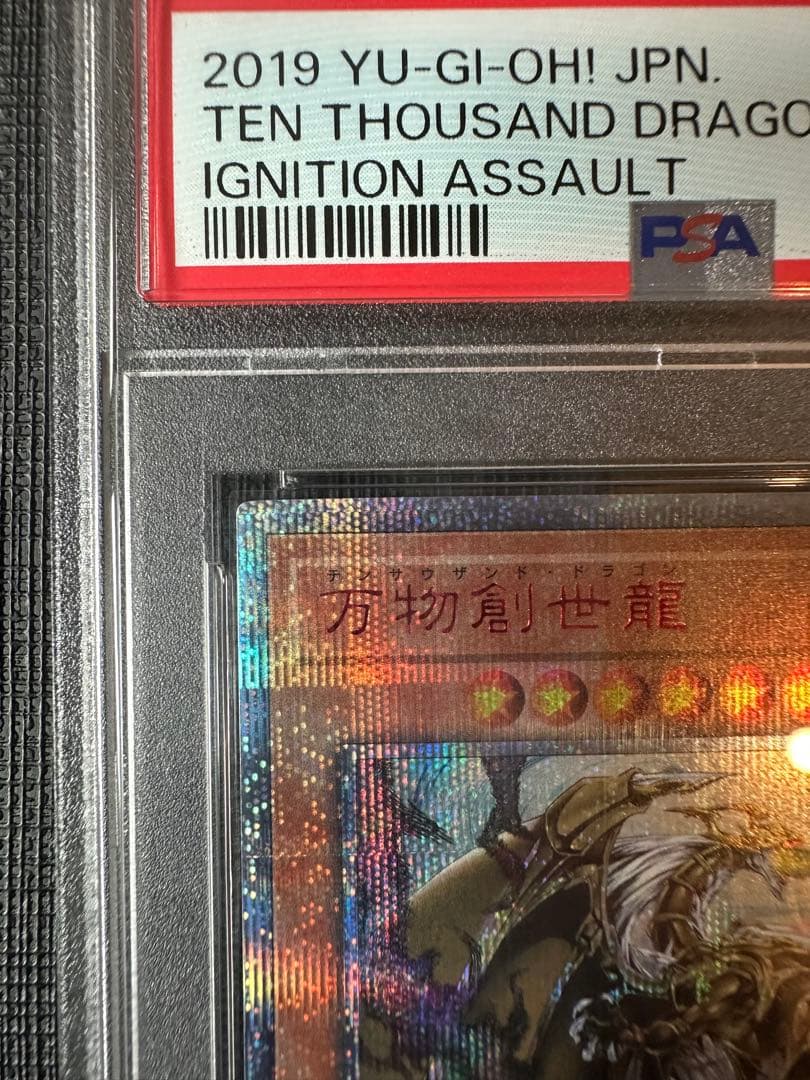 2019 YU-GI-OH! JPN.
TEN THOUSAND DRAGO
IGNITION ASSAULT
PSA
テンサウザンド・ドラゴン
万物創世龍